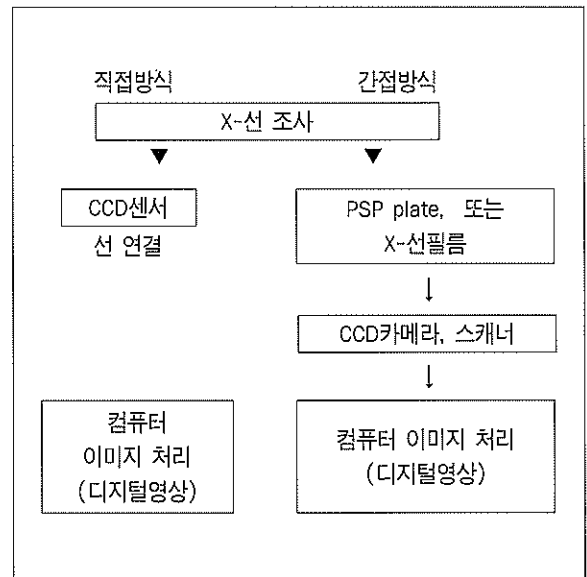 직접방식 간접방식
X-선 조사
▼ ▼
CCD센서
선 연결
PSP plate, 또는
X-선필름
↓
CCD카메라, 스캐너
↓
컴퓨터
이미지 처리
(디지털영상)
컴퓨터 이미지 처리
(디지털영상)